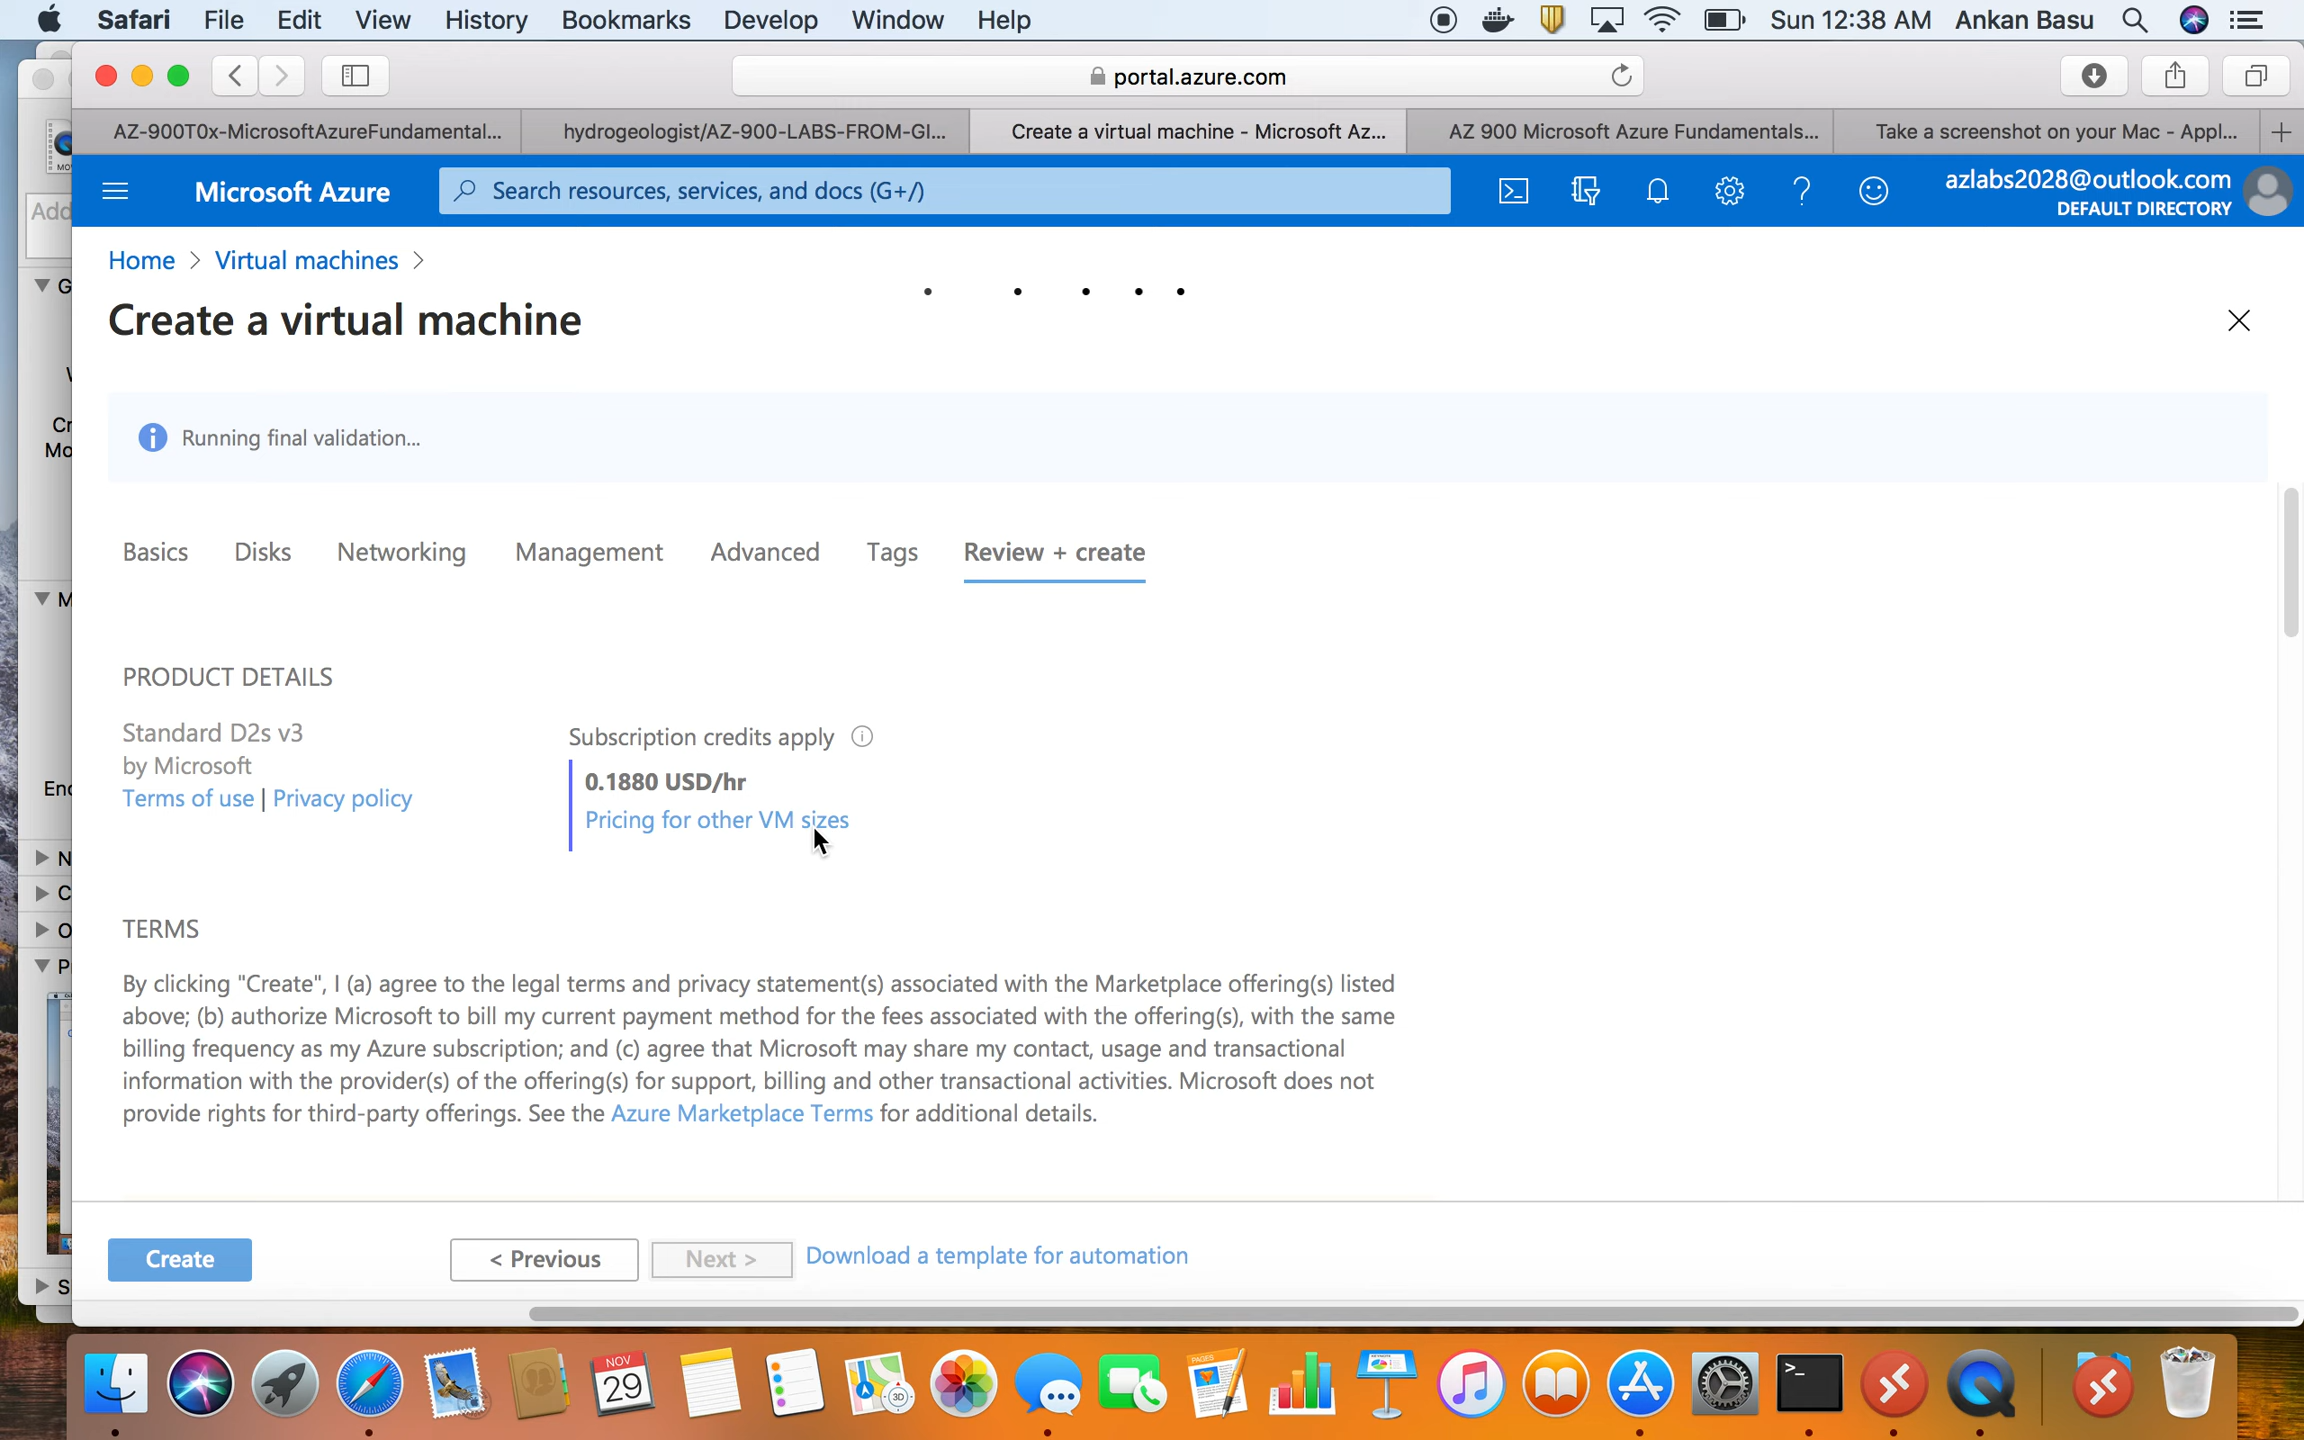 Safari File Edit View History Bookmarks Develop Window Help Sun 12:38 AM Ankan Basu
portal.azure.com
AZ-900T0x-MicrosoftAzureFundamental... hydrogeologist/AZ-900-LABS-FROM-GI... Create a virtual machine - Microsoft Az... AZ 900 Microsoft Azure Fundamentals... Take a screenshot on your Mac - Appl...
Microsoft Azure Search resources, services, and docs (G+/) azlabs2028@outlook.com
DEFAULT DIRECTORY
Add
Home > Virtual machines >
Create a virtual machine
Running final validation...
Basics Disks Networking Management Advanced Tags Review + create
PRODUCT DETAILS
Standard D2s v3
by Microsoft
Terms of use | Privacy policy
Subscription credits apply
0.1880 USD/hr
Pricing for other VM sizes
TERMS
By clicking "Create", I (a) agree to the legal terms and privacy statement(s) associated with the Marketplace offering(s) listed
above; (b) authorize Microsoft to bill my current payment method for the fees associated with the offering(s), with the same
billing frequency as my Azure subscription; and (c) agree that Microsoft may share my contact, usage and transactional
information with the provider(s) of the offering(s) for support, billing and other transactional activities. Microsoft does not
provide rights for third-party offerings. See the Azure Marketplace Terms for additional details.
Create < Previous Next > Download a template for automation
NOV
29
3D
PAGES